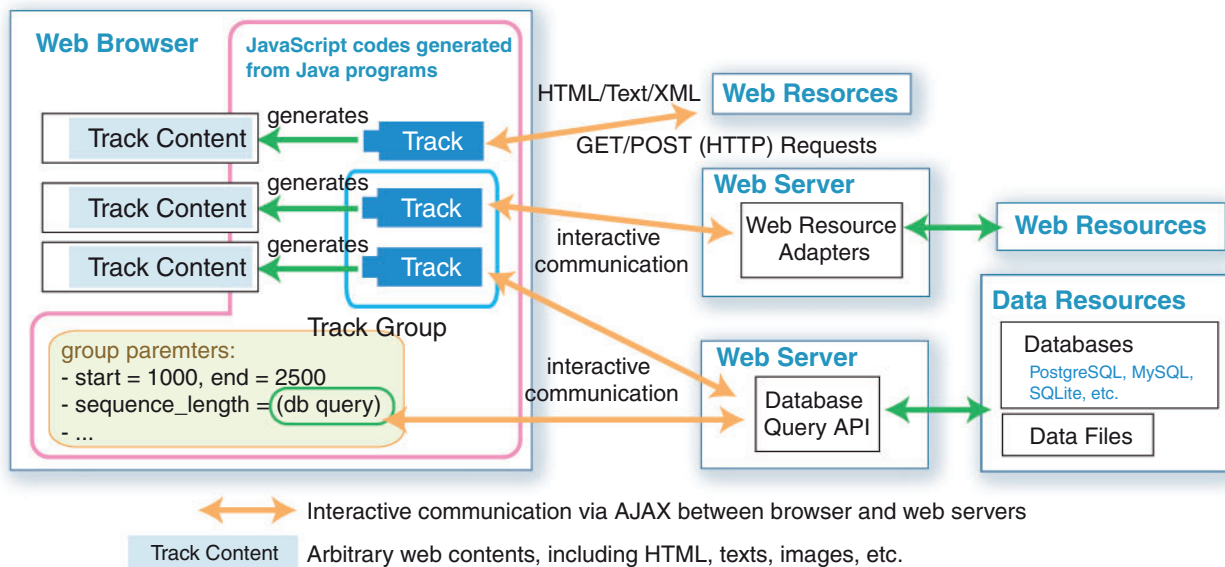 Web Browser
JavaScript codes generated
from Java programs
generates
Track Content
Track
generates
Track Content
Track
generates
Track Content
Track
Track Group
group paremters:
- start = 1000, end = 2500
- sequence_length = (db query)
- ...
HTML/Text/XML
GET/POST (HTTP) Requests
Web Resorces
interactive
communication
Web Server
Web Resource
Adapters
Web Resources
interactive
communication
Web Server
Database
Query API
Data Resources
Databases
PostgreSQL, MySQL,
SQLite, etc.
Data Files
Interactive communication via AJAX between browser and web servers
Track Content
Arbitrary web contents, including HTML, texts, images, etc.